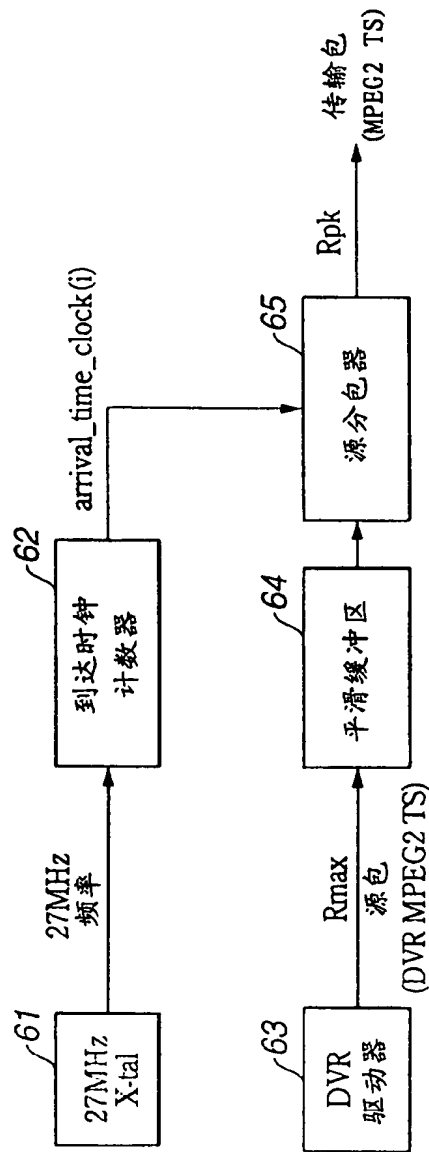 61
27MHz
X-tal
27MHz
频率
62
到达时钟
计数器
arrival_time_clock(i)
63
DVR
驱动器
Rmax
源包
(DVR MPEG2 TS)
64
平滑缓冲区
65
源分包器
Rpk
传输包
(MPEG2 TS)